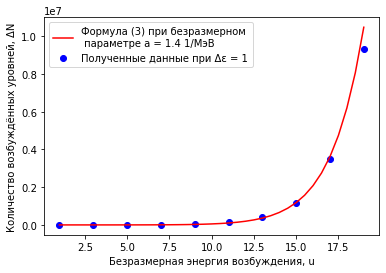 1e7
Формула (3) при безразмерном
параметре a = 1.4 1/МэВ
Полученные данные при Δε = 1
Количество возбуждённых уровней, ΔN
1.0
0.8
0.6
0.4
0.2
0.0
2.5 5.0 7.5 10.0 12.5 15.0 17.5
Безразмерная энергия возбуждения, u